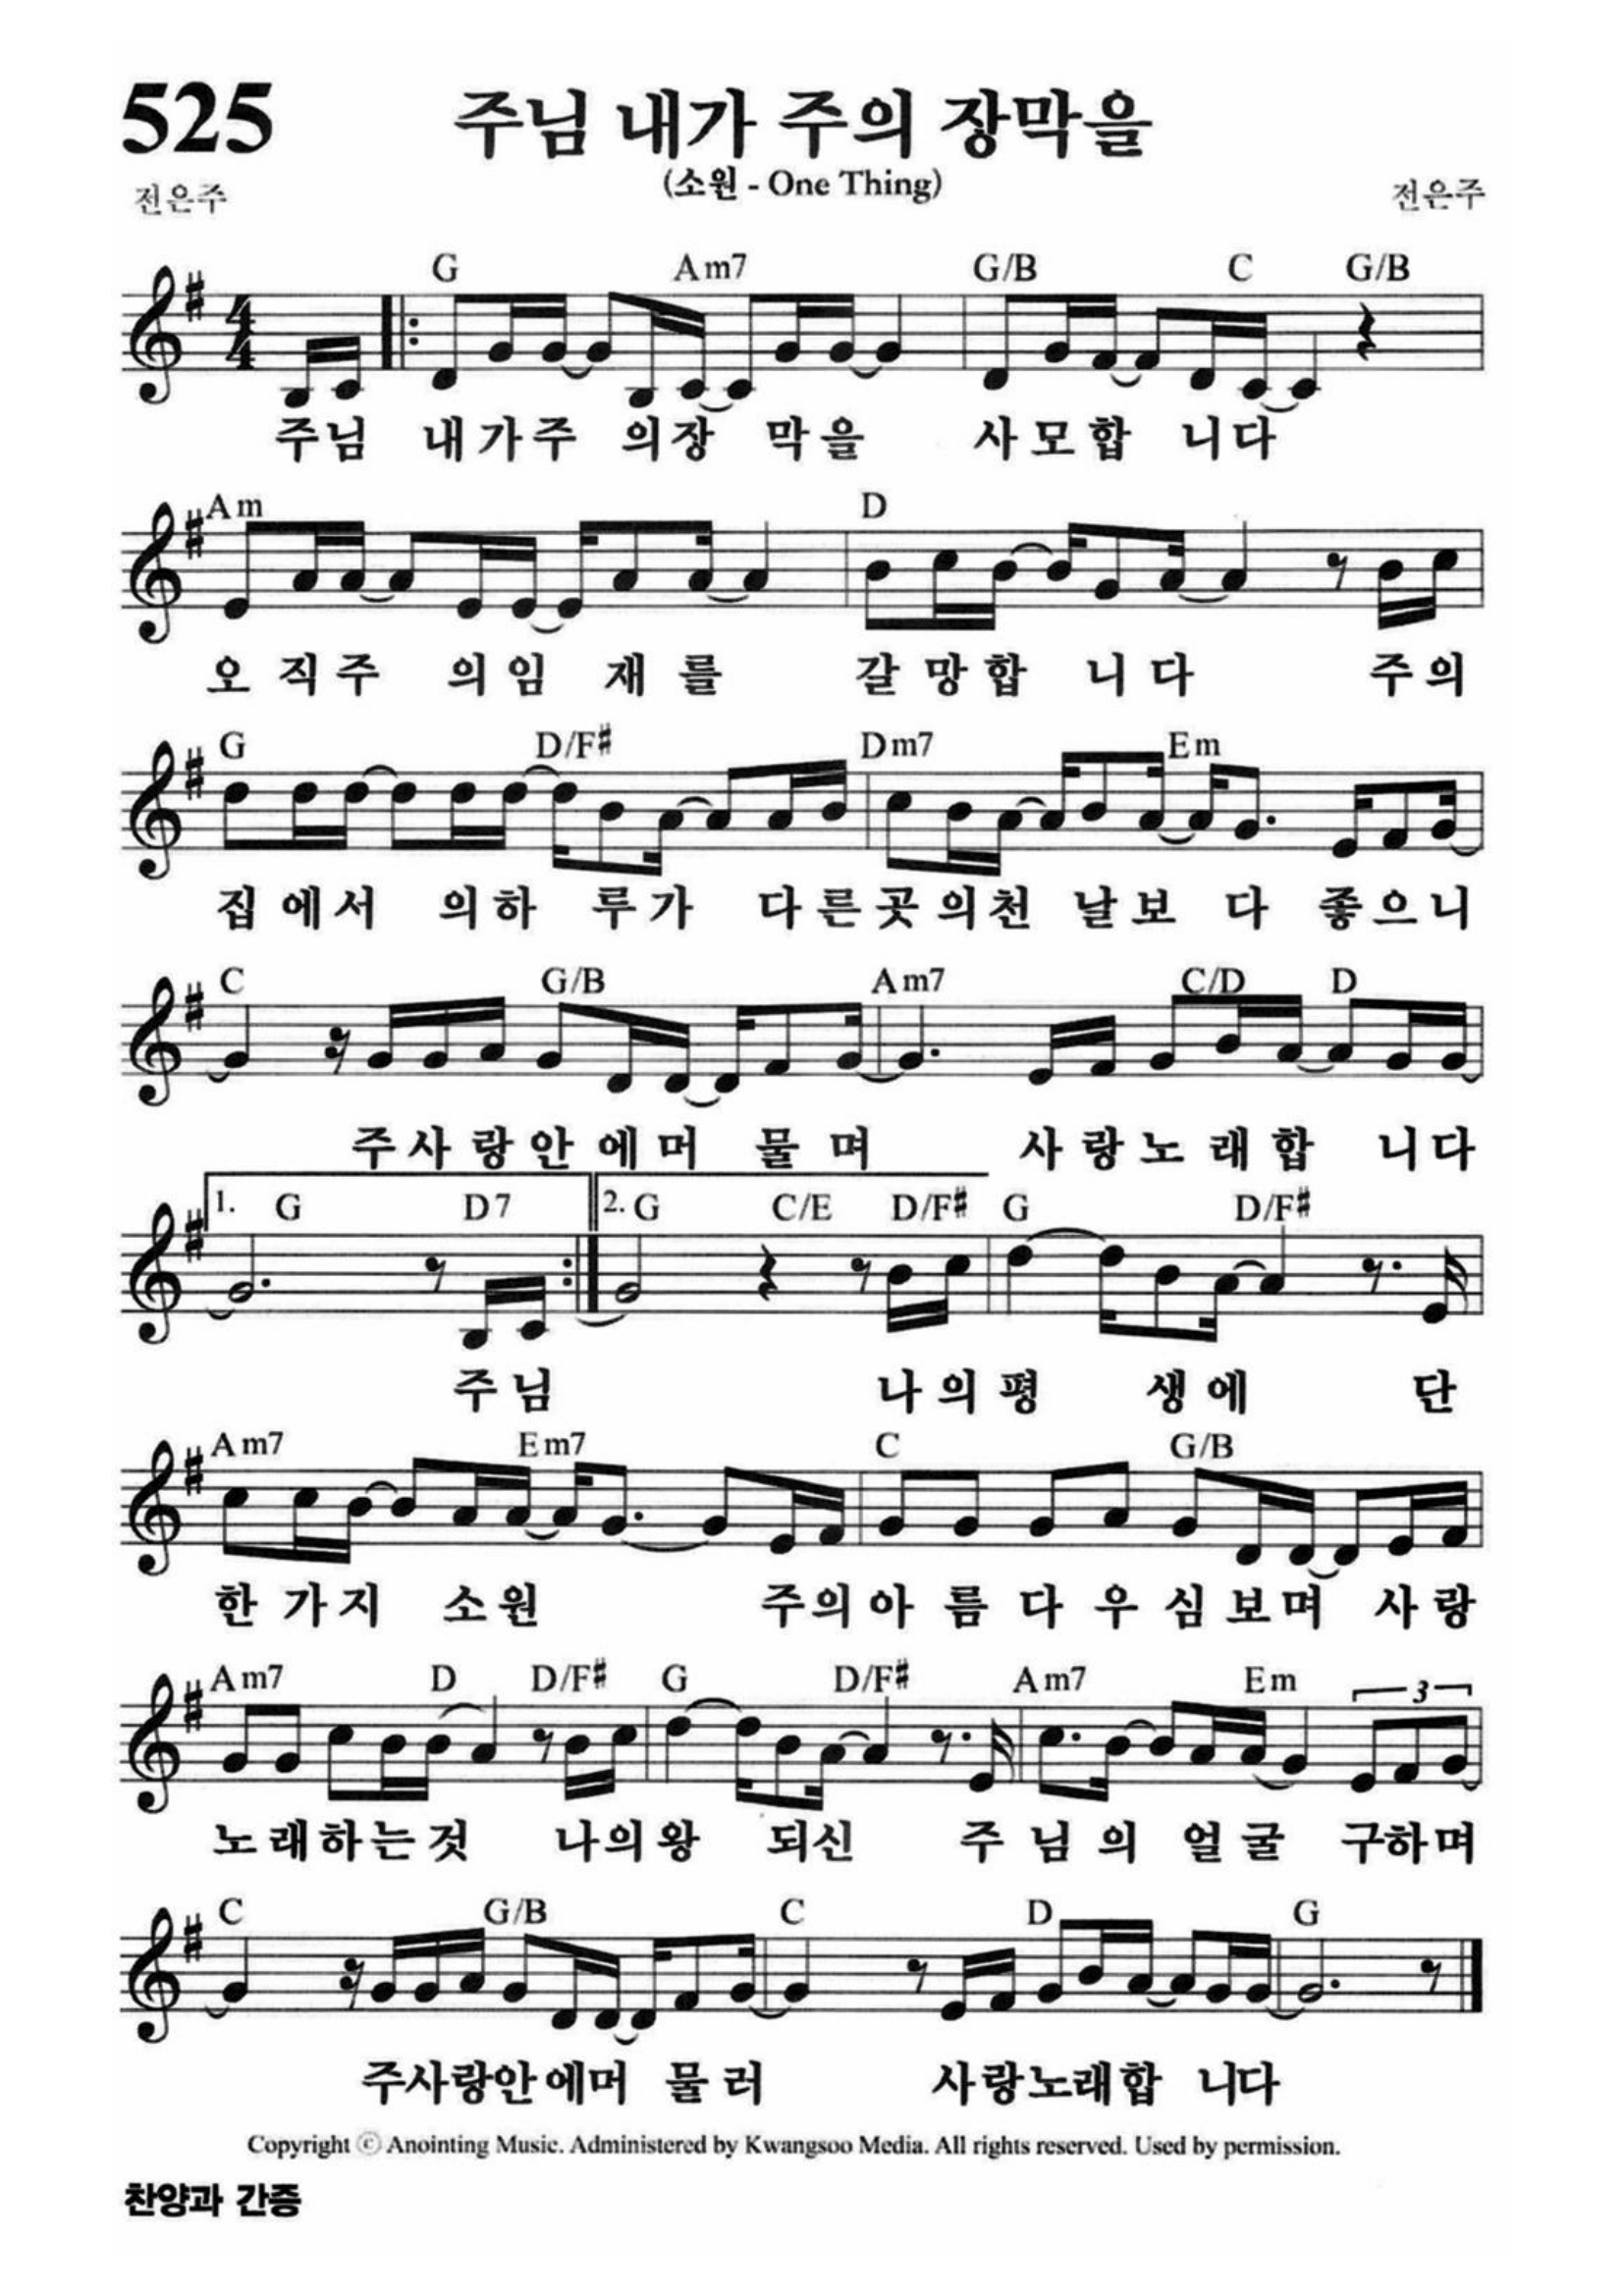 525
주님 내가 주의 장막을
(소원 - One Thing)
전은주 전은주
G Am7 G/B C G/B
주님 내가주 의장 막을 사모합 니다
Am D
오직주 의임 재를 갈망합 니다 주의
G D/F# Dm7 Em
집에서 의하 루가 다른곳의천 날보 다 좋으니
C G/B Am7 C/D D
주사랑안에머 물며 사랑노래합 니다
1. G D7 2. G C/E D/F# G D/F#
주님 나의평 생에 단
Am7 Em7 C G/B
한가지 소원 주의아름다우심보며 사랑
Am7 D D/F# G D/F# Am7 Em 3
노래하는것 나의왕 되신 주님의 얼굴 구하며
C G/B C D G
주사랑안에머 물러 사랑노래합 니다
Copyright ⓒ Anointing Music. Administered by Kwangsoo Media. All rights reserved. Used by permission.
찬양과 간증